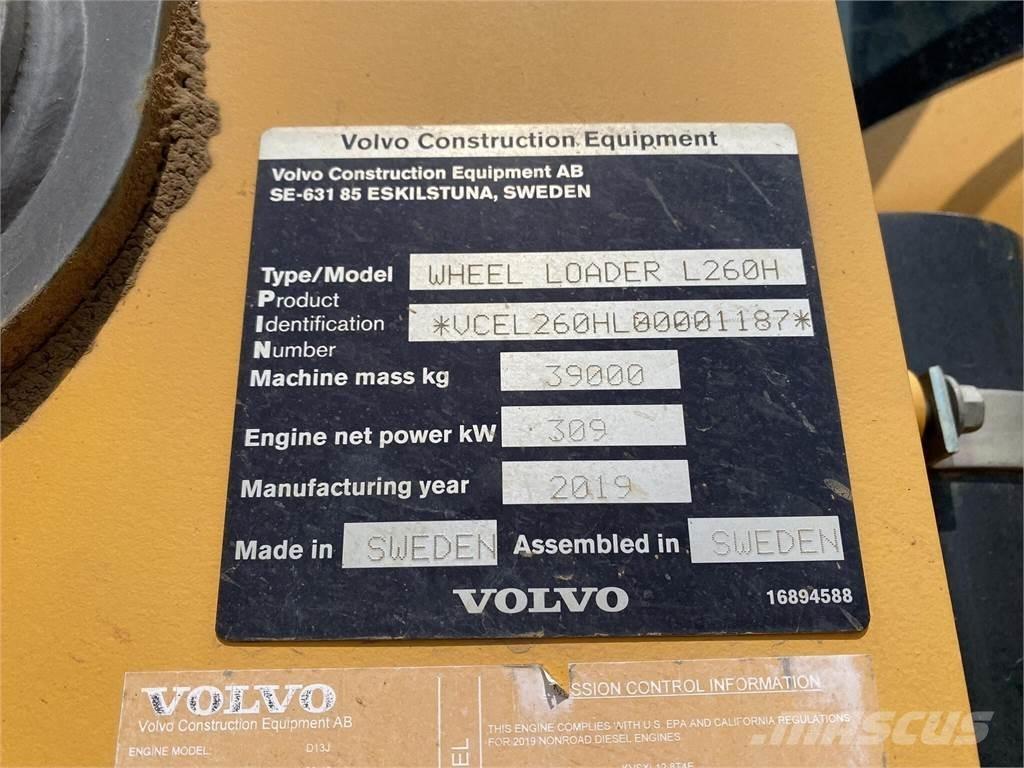 Volvo Construction Equipment
Volvo Construction Equipment AB
SE-631 85 ESKILSTUNA, SWEDEN
Type/Model WHEEL LOADER L260H
Product
Identification *VCEL260HL00001187*
Number
Machine mass kg 39000
Engine net power kW 309
Manufacturing year 2019
Made in SWEDEN Assembled in SWEDEN
VOLVO 16894588
VOLVO
Volvo Construction Equipment AB
ENGINE MODEL: D13J
EL
SSION CONTROL INFORMATION
THIS ENGINE COMPLIES WITH U.S. EPA AND CALIFORNIA REGULATIONS
FOR 2019 NONROAD DIESEL ENGINES.
MASCUS